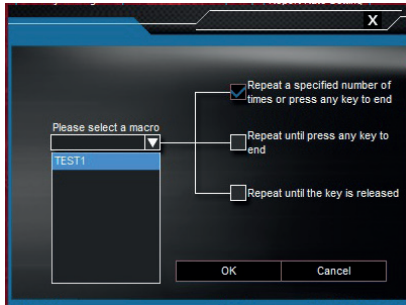 X
Repeat a specified number of
times or press any key to end
Please select a macro
Repeat until press any key to
end
TEST1
Repeat until the key is released
OK
Cancel